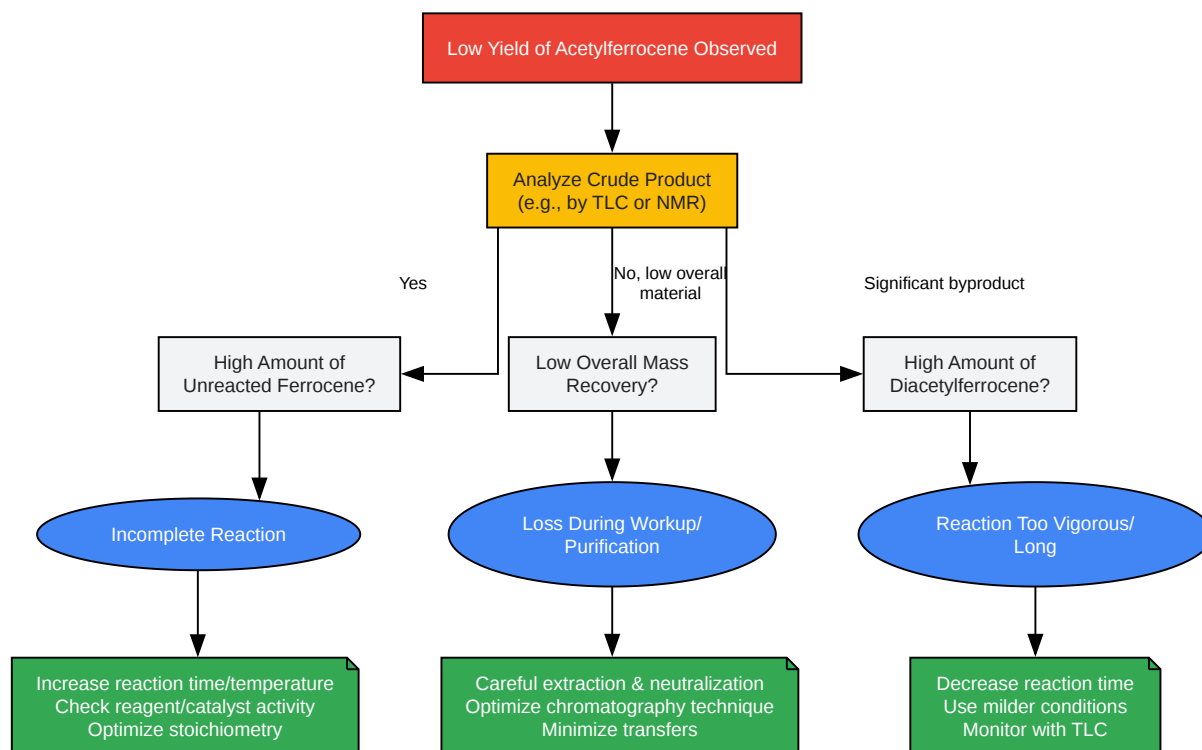 Low Yield of Acetylferrocene Observed
Analyze Crude Product
(e.g., by TLC or NMR)
Yes
No, low overall
material
Significant byproduct
High Amount of
Unreacted Ferrocene?
Low Overall Mass
Recovery?
High Amount of
Diacetylferrocene?
Incomplete Reaction
Loss During Workup/
Purification
Reaction Too Vigorous/
Long
Increase reaction time/temperature
Check reagent/catalyst activity
Optimize stoichiometry
Careful extraction & neutralization
Optimize chromatography technique
Minimize transfers
Decrease reaction time
Use milder conditions
Monitor with TLC